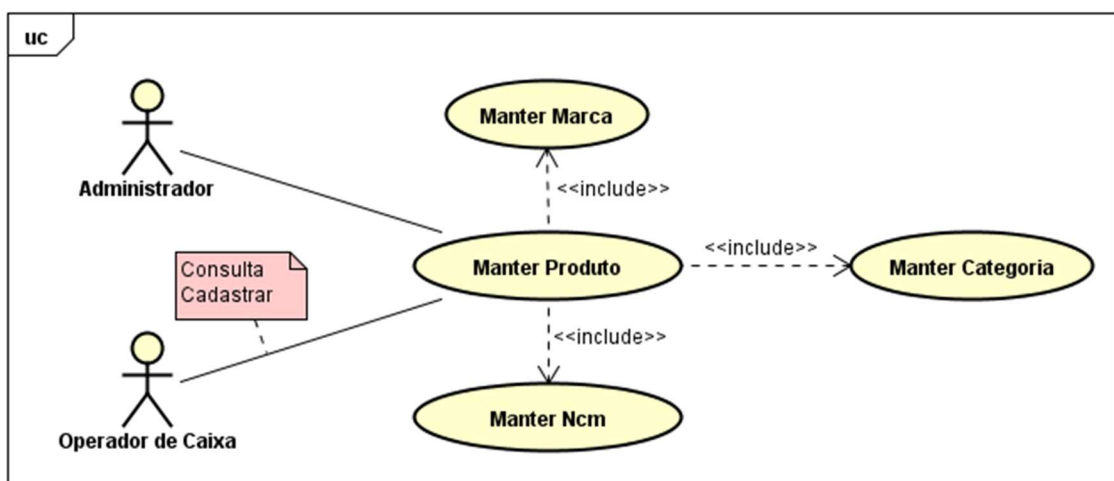 uc
Administrador
Manter Marca
<<include>>
Consulta
Cadastrar
Manter Produto
<<include>>
Manter Categoria
<<include>>
Operador de Caixa
Manter Ncm